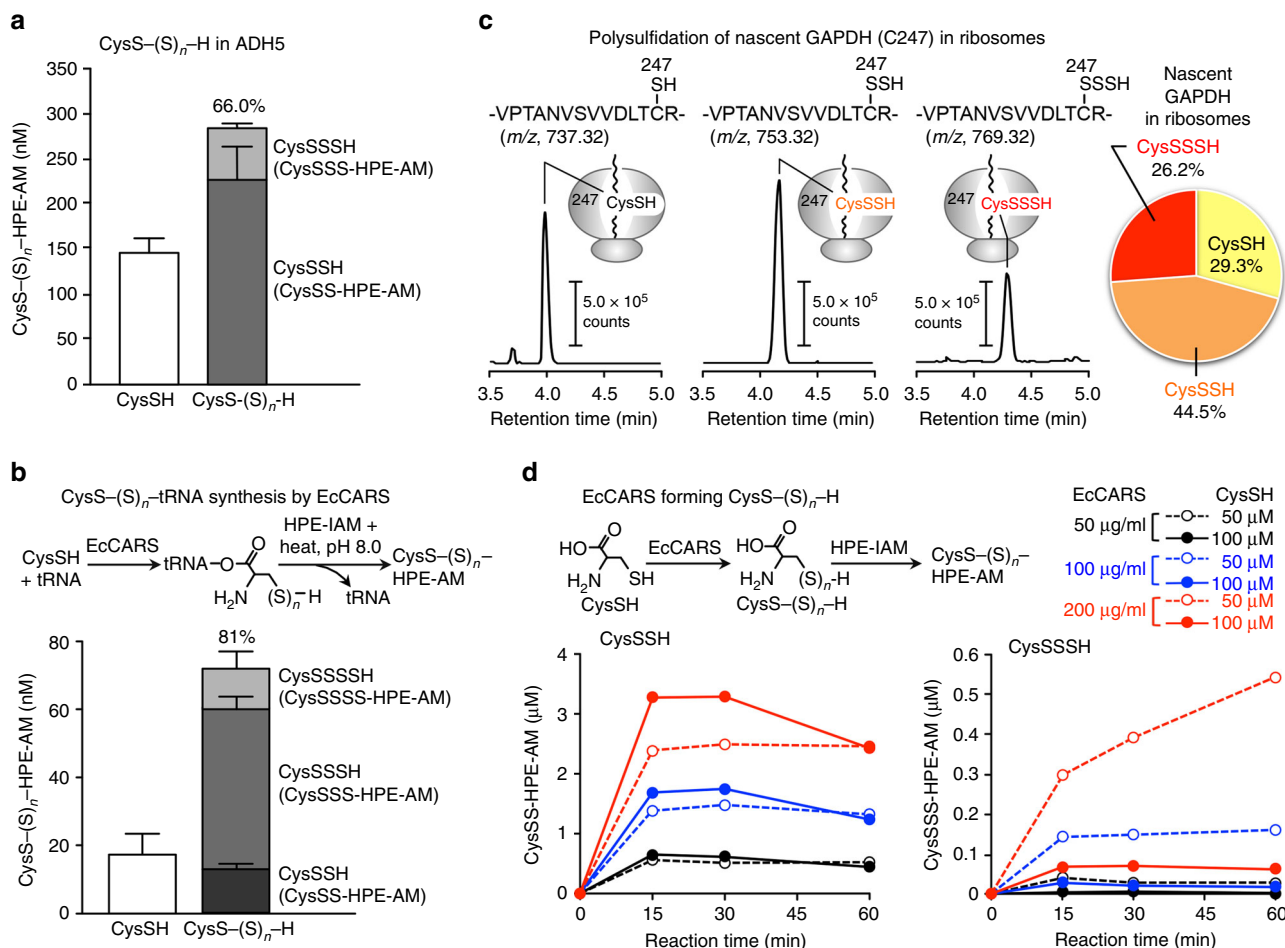 a
CysS–(S)n–H in ADH5
CysS–(S)n–HPE-AM (nM)
350
300
250
200
150
100
50
0
66.0%
CysSSSH
(CysSSS-HPE-AM)
CysSSH
(CysSS-HPE-AM)
CysSH
CysS-(S)n-H
c
Polysulfidation of nascent GAPDH (C247) in ribosomes
247
SH
-VPTANVSVVDLTCR-
(m/z, 737.32)
247
CysSH
5.0 × 10⁵
counts
3.5 4.0 4.5 5.0
Retention time (min)
247
SSH
-VPTANVSVVDLTCR-
(m/z, 753.32)
247
CysSSH
5.0 × 10⁵
counts
3.5 4.0 4.5 5.0
Retention time (min)
247
SSSH
-VPTANVSVVDLTCR-
(m/z, 769.32)
247
CysSSSH
5.0 × 10⁵
counts
3.5 4.0 4.5 5.0
Retention time (min)
Nascent
GAPDH
in ribosomes
CysSSSH
26.2%
CysSH
29.3%
CysSSH
44.5%
b
CysS–(S)n–tRNA synthesis by EcCARS
CysSH
+ tRNA
EcCARS
tRNA–O
O
H₂N
(S)n–H
HPE-IAM +
heat, pH 8.0
tRNA
CysS–(S)n–
HPE-AM
CysS–(S)n–HPE-AM (nM)
80
60
40
20
0
81%
CysSSSSH
(CysSSSS-HPE-AM)
CysSSSH
(CysSSS-HPE-AM)
CysSSH
(CysSS-HPE-AM)
CysSH
CysS–(S)n–H
d
EcCARS forming CysS–(S)n–H
O
HO
H₂N
SH
CysSH
EcCARS
O
HO
H₂N
(S)n-H
CysS–(S)n–H
HPE-IAM
CysS–(S)n–
HPE-AM
EcCARS CysSH
50 µg/ml
50 µM
100 µM
100 µg/ml
50 µM
100 µM
200 µg/ml
50 µM
100 µM
CysSSH
CysSS-HPE-AM (µM)
4
3
2
1
0
0 15 30 45 60
Reaction time (min)
CysSSSH
CysSSS-HPE-AM (µM)
0.6
0.5
0.4
0.3
0.2
0.1
0
0 15 30 45 60
Reaction time (min)